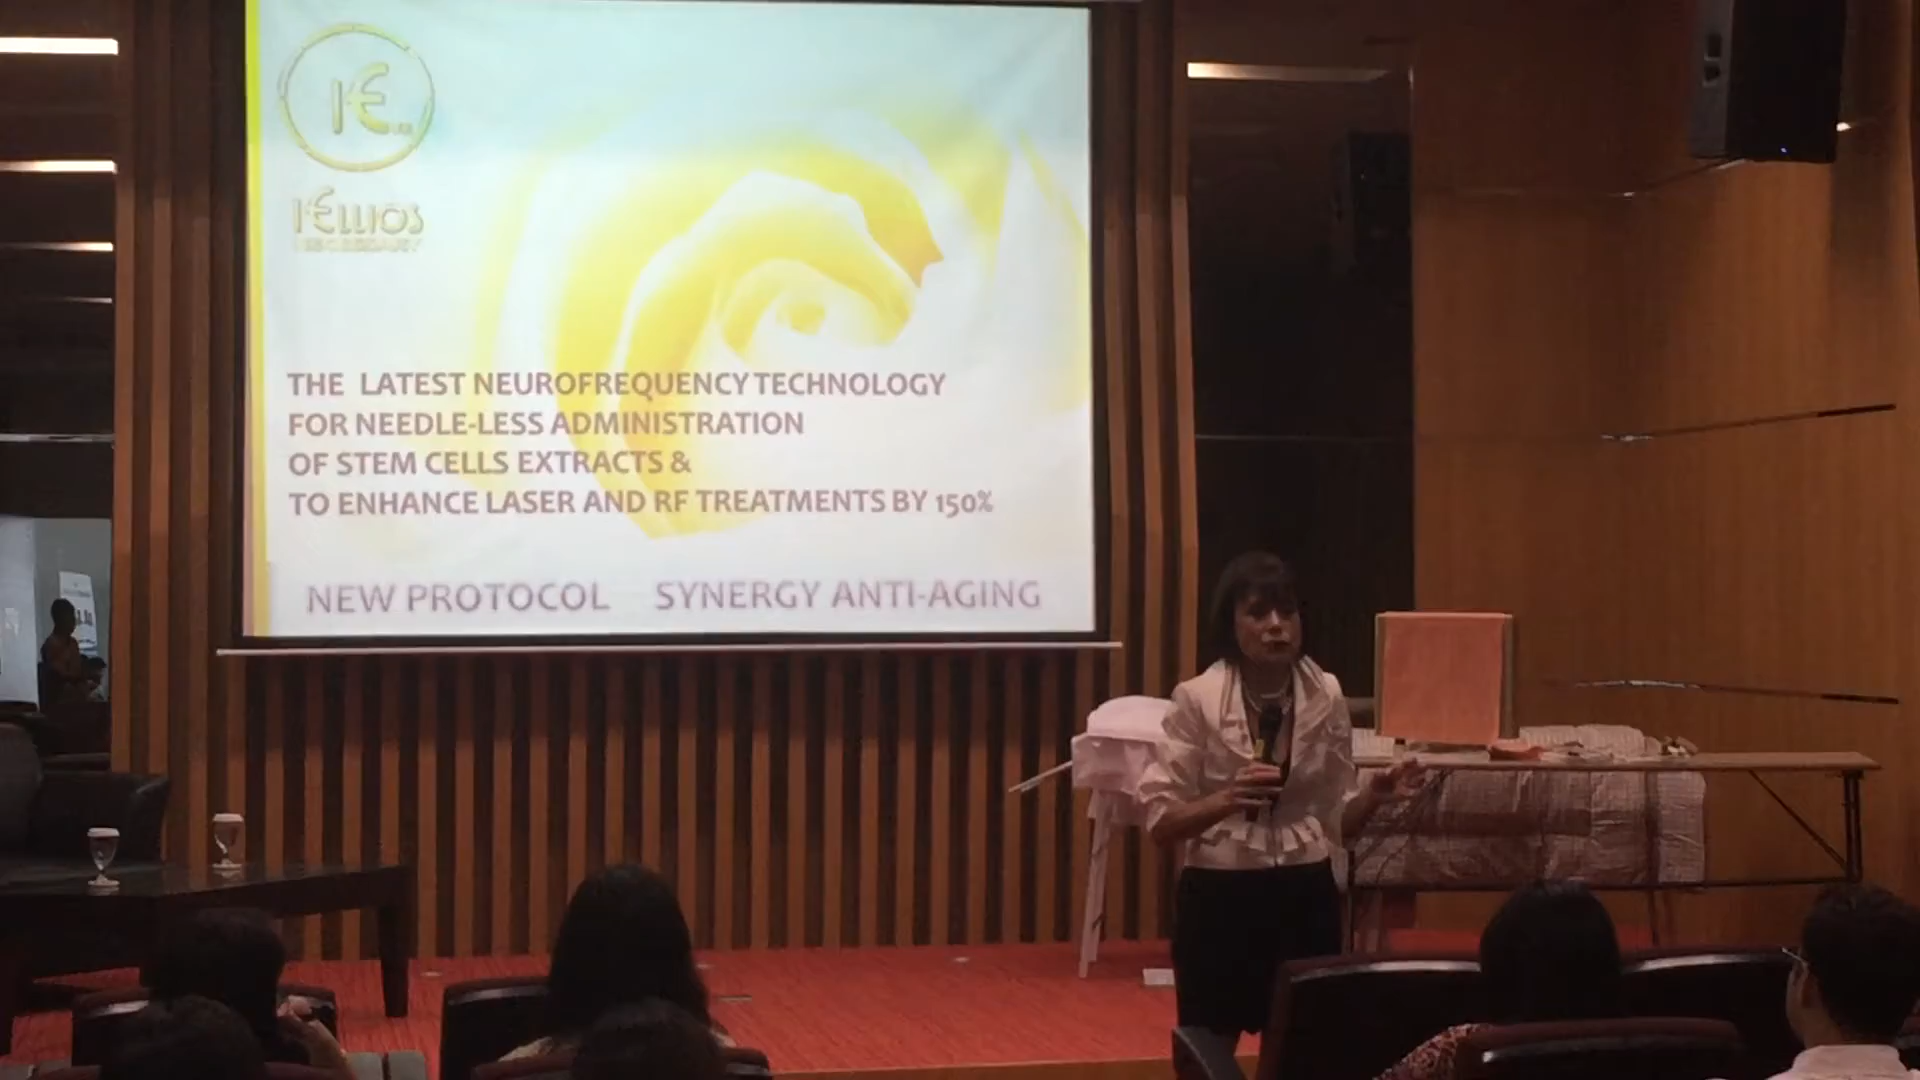 I€
I€LLIOS
THE LATEST NEUROFREQUENCY TECHNOLOGY
FOR NEEDLE-LESS ADMINISTRATION
OF STEM CELLS EXTRACTS &
TO ENHANCE LASER AND RF TREATMENTS BY 150%
NEW PROTOCOL SYNERGY ANTI-AGING